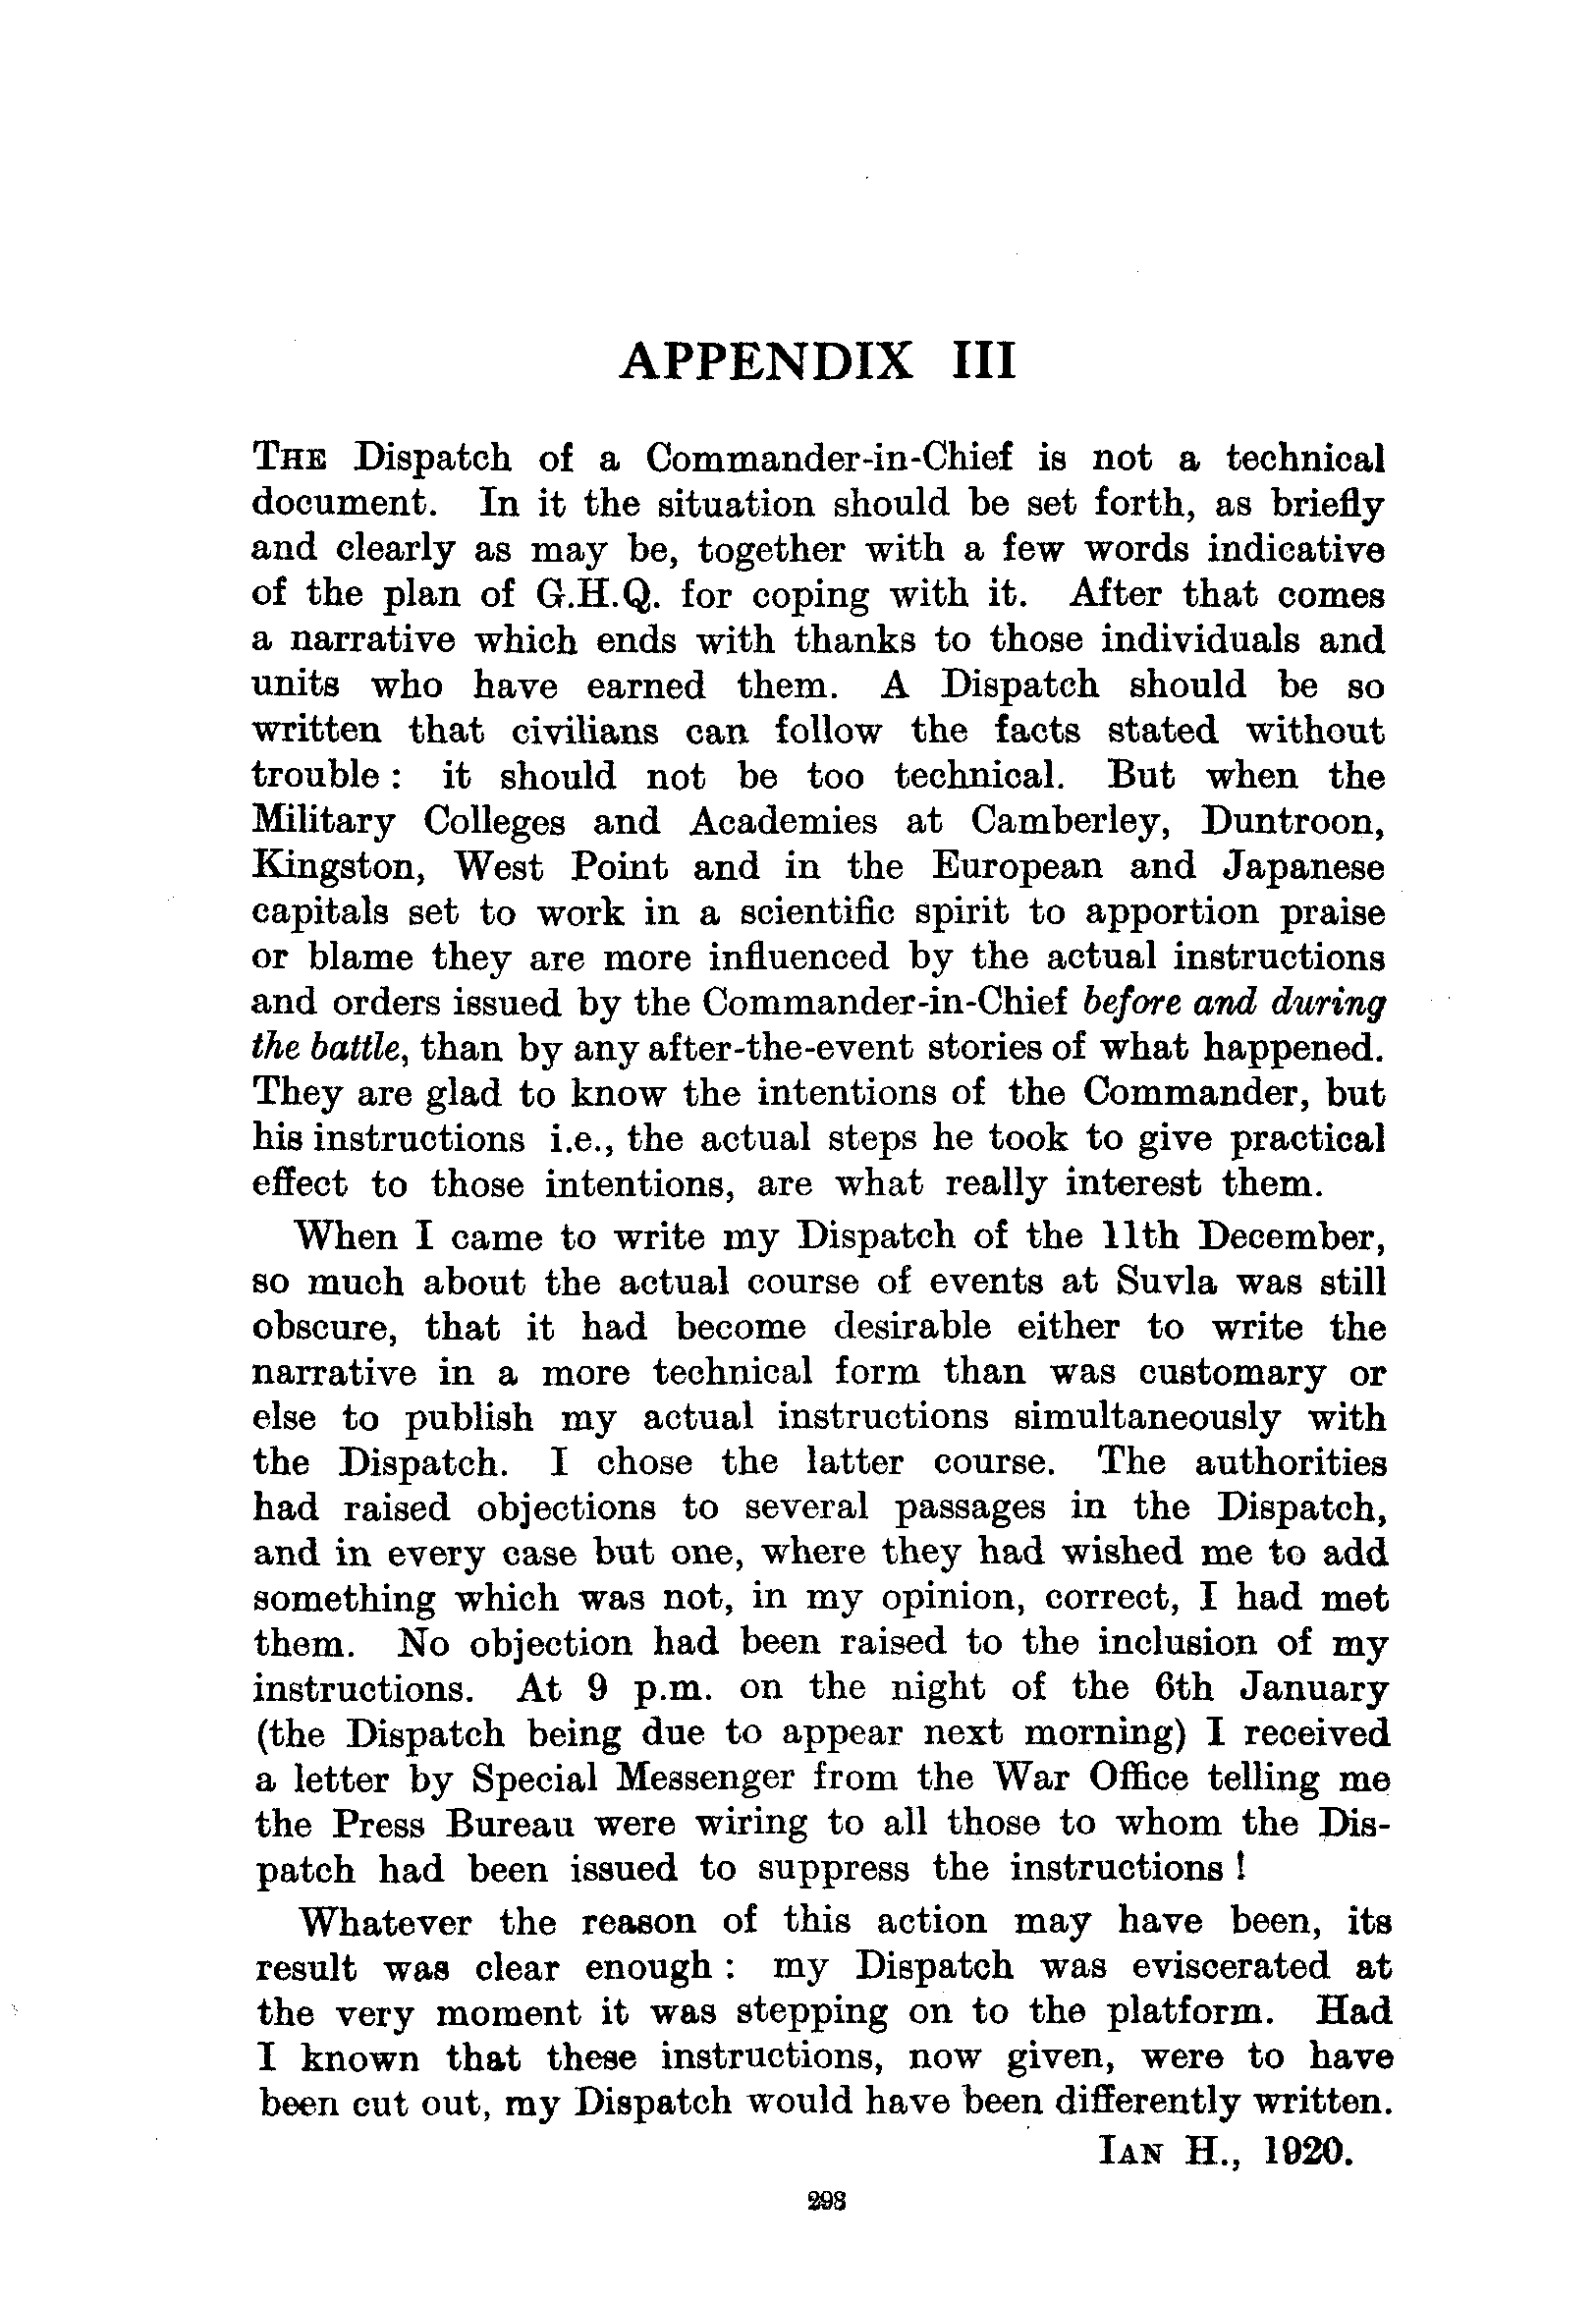 APPENDIX III
THE Dispatch of a Commander-in-Chief is not a technical
document. In it the situation should be set forth, as briefly
and clearly as may be, together with a few words indicative
of the plan of G.H.Q. for coping with it. After that comes
a narrative which ends with thanks to those individuals and
units who have earned them. A Dispatch should be so
written that civilians can follow the facts stated without
trouble : it should not be too technical. But when the
Military Colleges and Academies at Camberley, Duntroon,
Kingston, West Point and in the European and Japanese
capitals set to work in a scientific spirit to apportion praise
or blame they are more influenced by the actual instructions
and orders issued by the Commander-in-Chief before and during
the battle, than by any after-the-event stories of what happened.
They are glad to know the intentions of the Commander, but
his instructions i.e., the actual steps he took to give practical
effect to those intentions, are what really interest them.
When I came to write my Dispatch of the 11th December,
so much about the actual course of events at Suvla was still
obscure, that it had become desirable either to write the
narrative in a more technical form than was customary or
else to publish my actual instructions simultaneously with
the Dispatch. I chose the latter course. The authorities
had raised objections to several passages in the Dispatch,
and in every case but one, where they had wished me to add
something which was not, in my opinion, correct, I had met
them. No objection had been raised to the inclusion of my
instructions. At 9 p.m. on the night of the 6th January
(the Dispatch being due to appear next morning) I received
a letter by Special Messenger from the War Office telling me
the Press Bureau were wiring to all those to whom the Dis-
patch had been issued to suppress the instructions !
Whatever the reason of this action may have been, its
result was clear enough : my Dispatch was eviscerated at
the very moment it was stepping on to the platform. Had
I known that these instructions, now given, were to have
been cut out, my Dispatch would have been differently written.
IAN H., 1920.
298